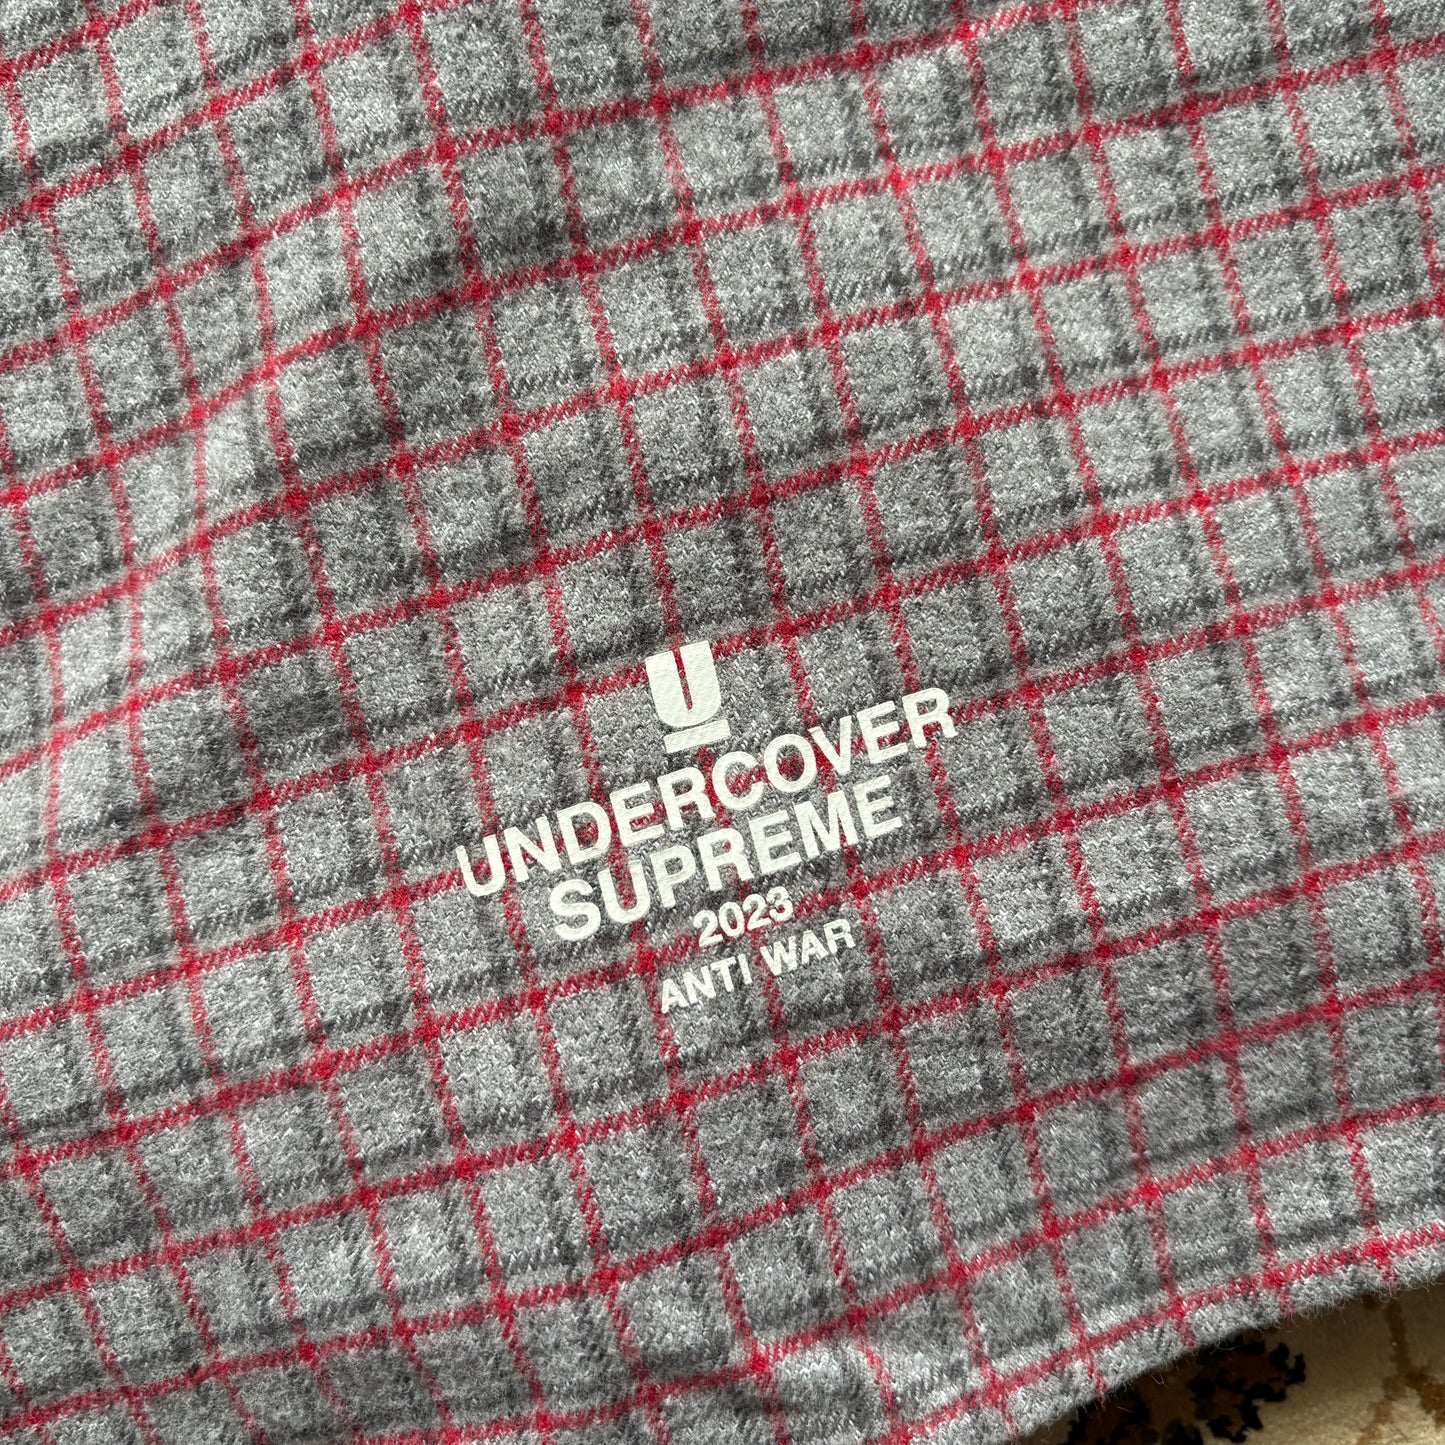 U
UNDERCOVER
SUPREME
2023
ANTI WAR